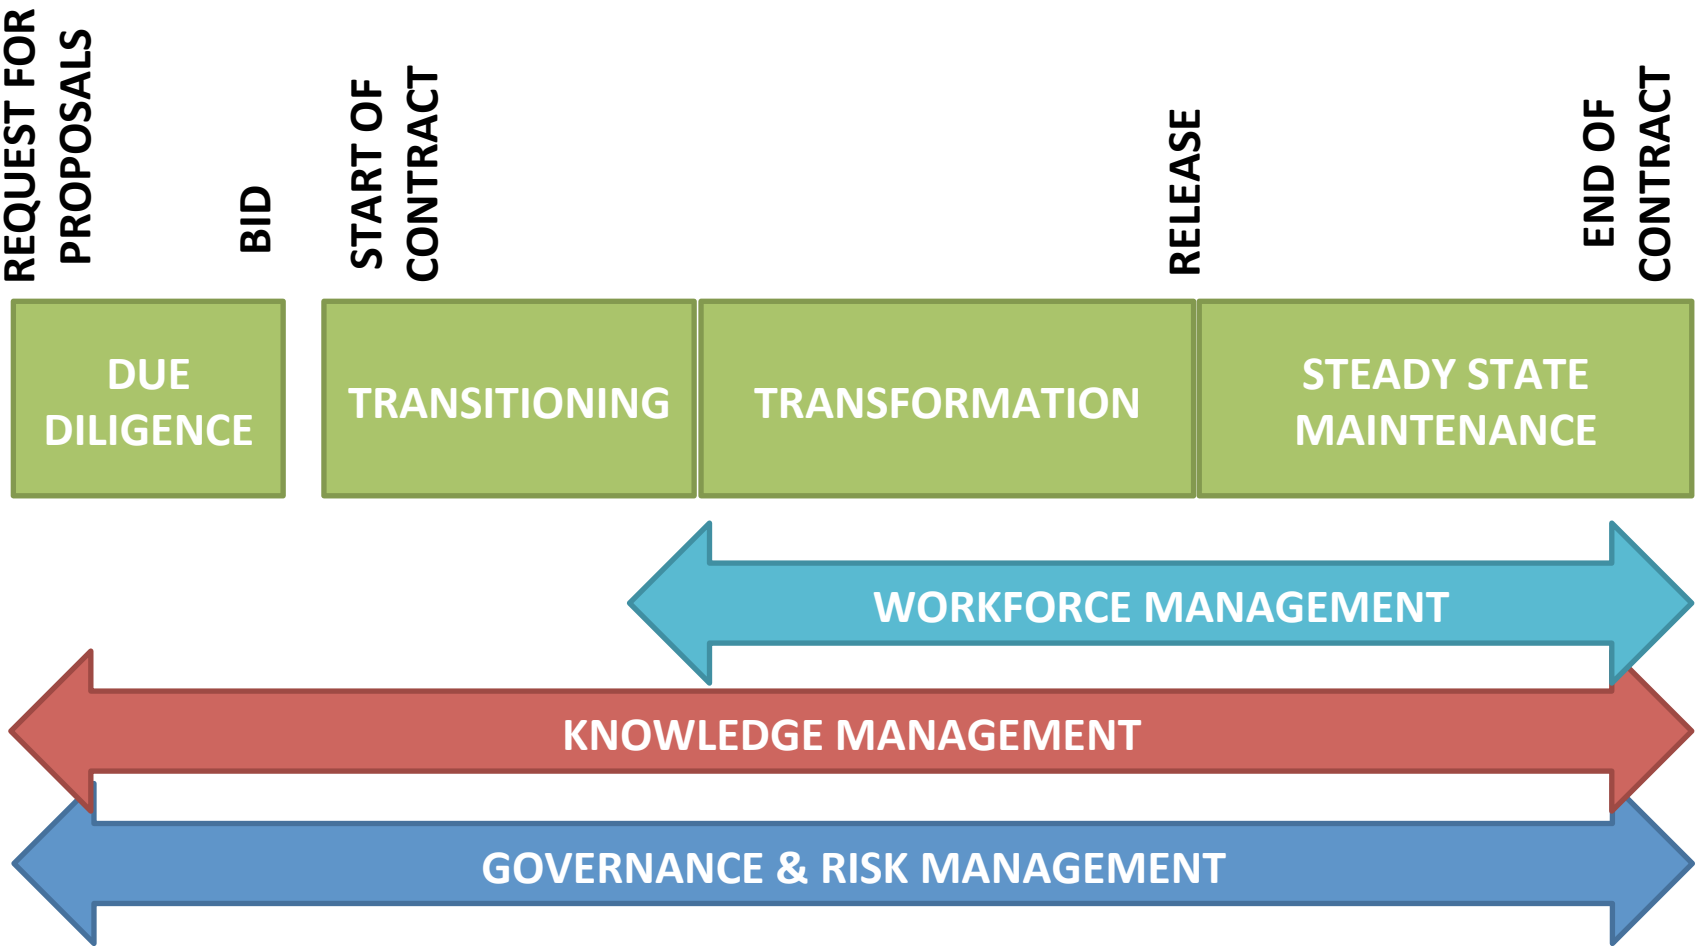 REQUEST FOR
PROPOSALS
BID
START OF
CONTRACT
RELEASE
END OF
CONTRACT
DUE
DILIGENCE
TRANSITIONING
TRANSFORMATION
STEADY STATE
MAINTENANCE
WORKFORCE MANAGEMENT
KNOWLEDGE MANAGEMENT
GOVERNANCE & RISK MANAGEMENT